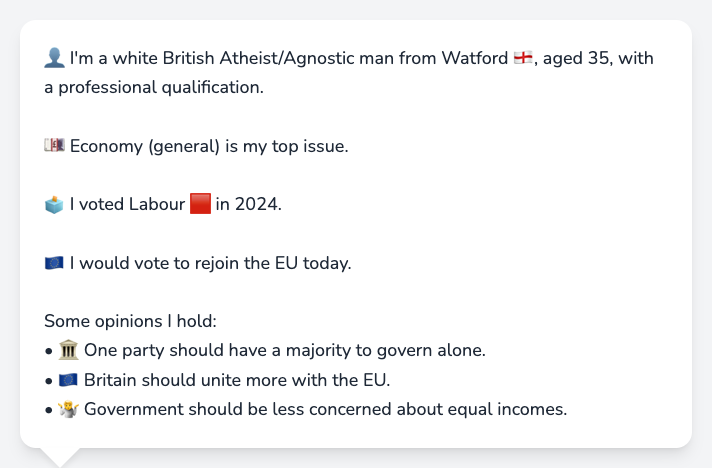 👤 I'm a white British Atheist/Agnostic man from Watford 🏴󠁧󠁢󠁥󠁮󠁧󠁿, aged 35, with
a professional qualification.
💷 Economy (general) is my top issue.
🗳️ I voted Labour 🟥 in 2024.
🇪🇺 I would vote to rejoin the EU today.
Some opinions I hold:
• 🏛️ One party should have a majority to govern alone.
• 🇪🇺 Britain should unite more with the EU.
• 🤷 Government should be less concerned about equal incomes.